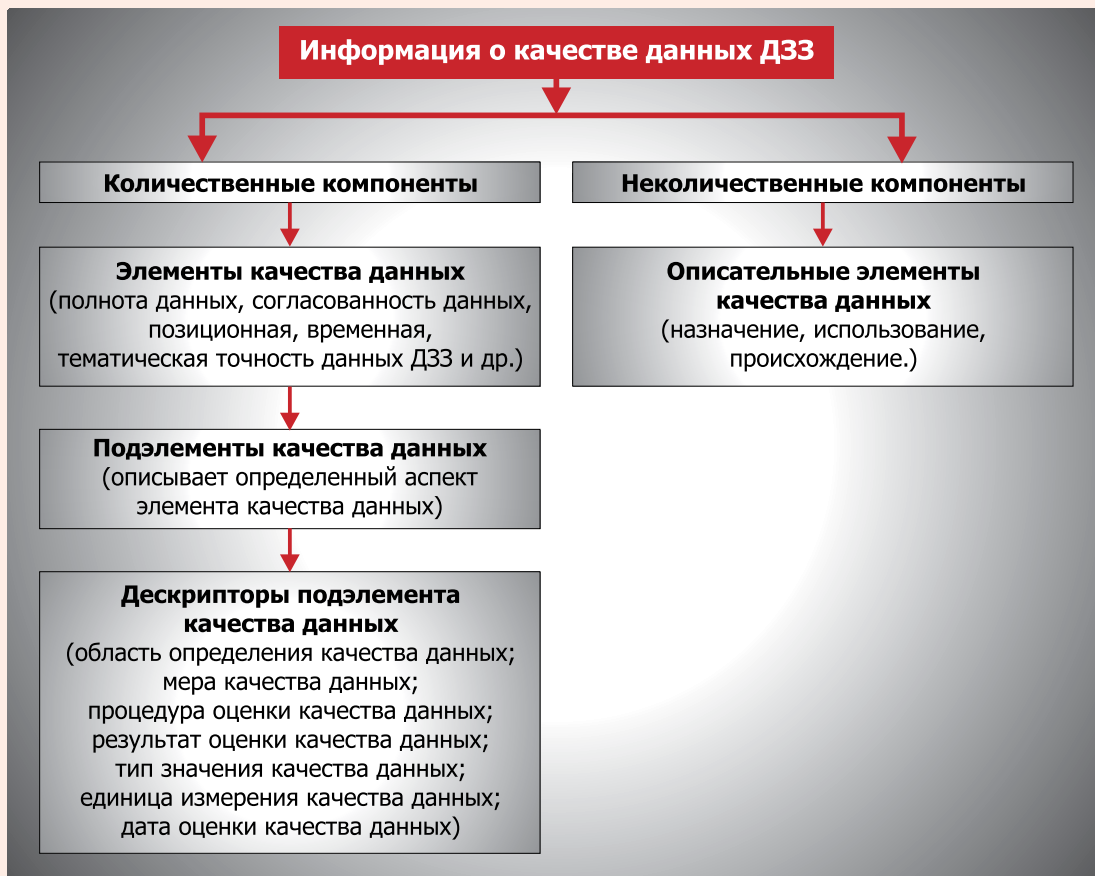 Информация о качестве данных ДЗЗ
Количественные компоненты
Элементы качества данных
(полнота данных, согласованность данных,
позиционная, временная,
тематическая точность данных ДЗЗ и др.)
Подэлементы качества данных
(описывает определенный аспект
элемента качества данных)
Дескрипторы подэлемента
качества данных
(область определения качества данных;
мера качества данных;
процедура оценки качества данных;
результат оценки качества данных;
тип значения качества данных;
единица измерения качества данных;
дата оценки качества данных)
Неколичественные компоненты
Описательные элементы
качества данных
(назначение, использование,
происхождение.)